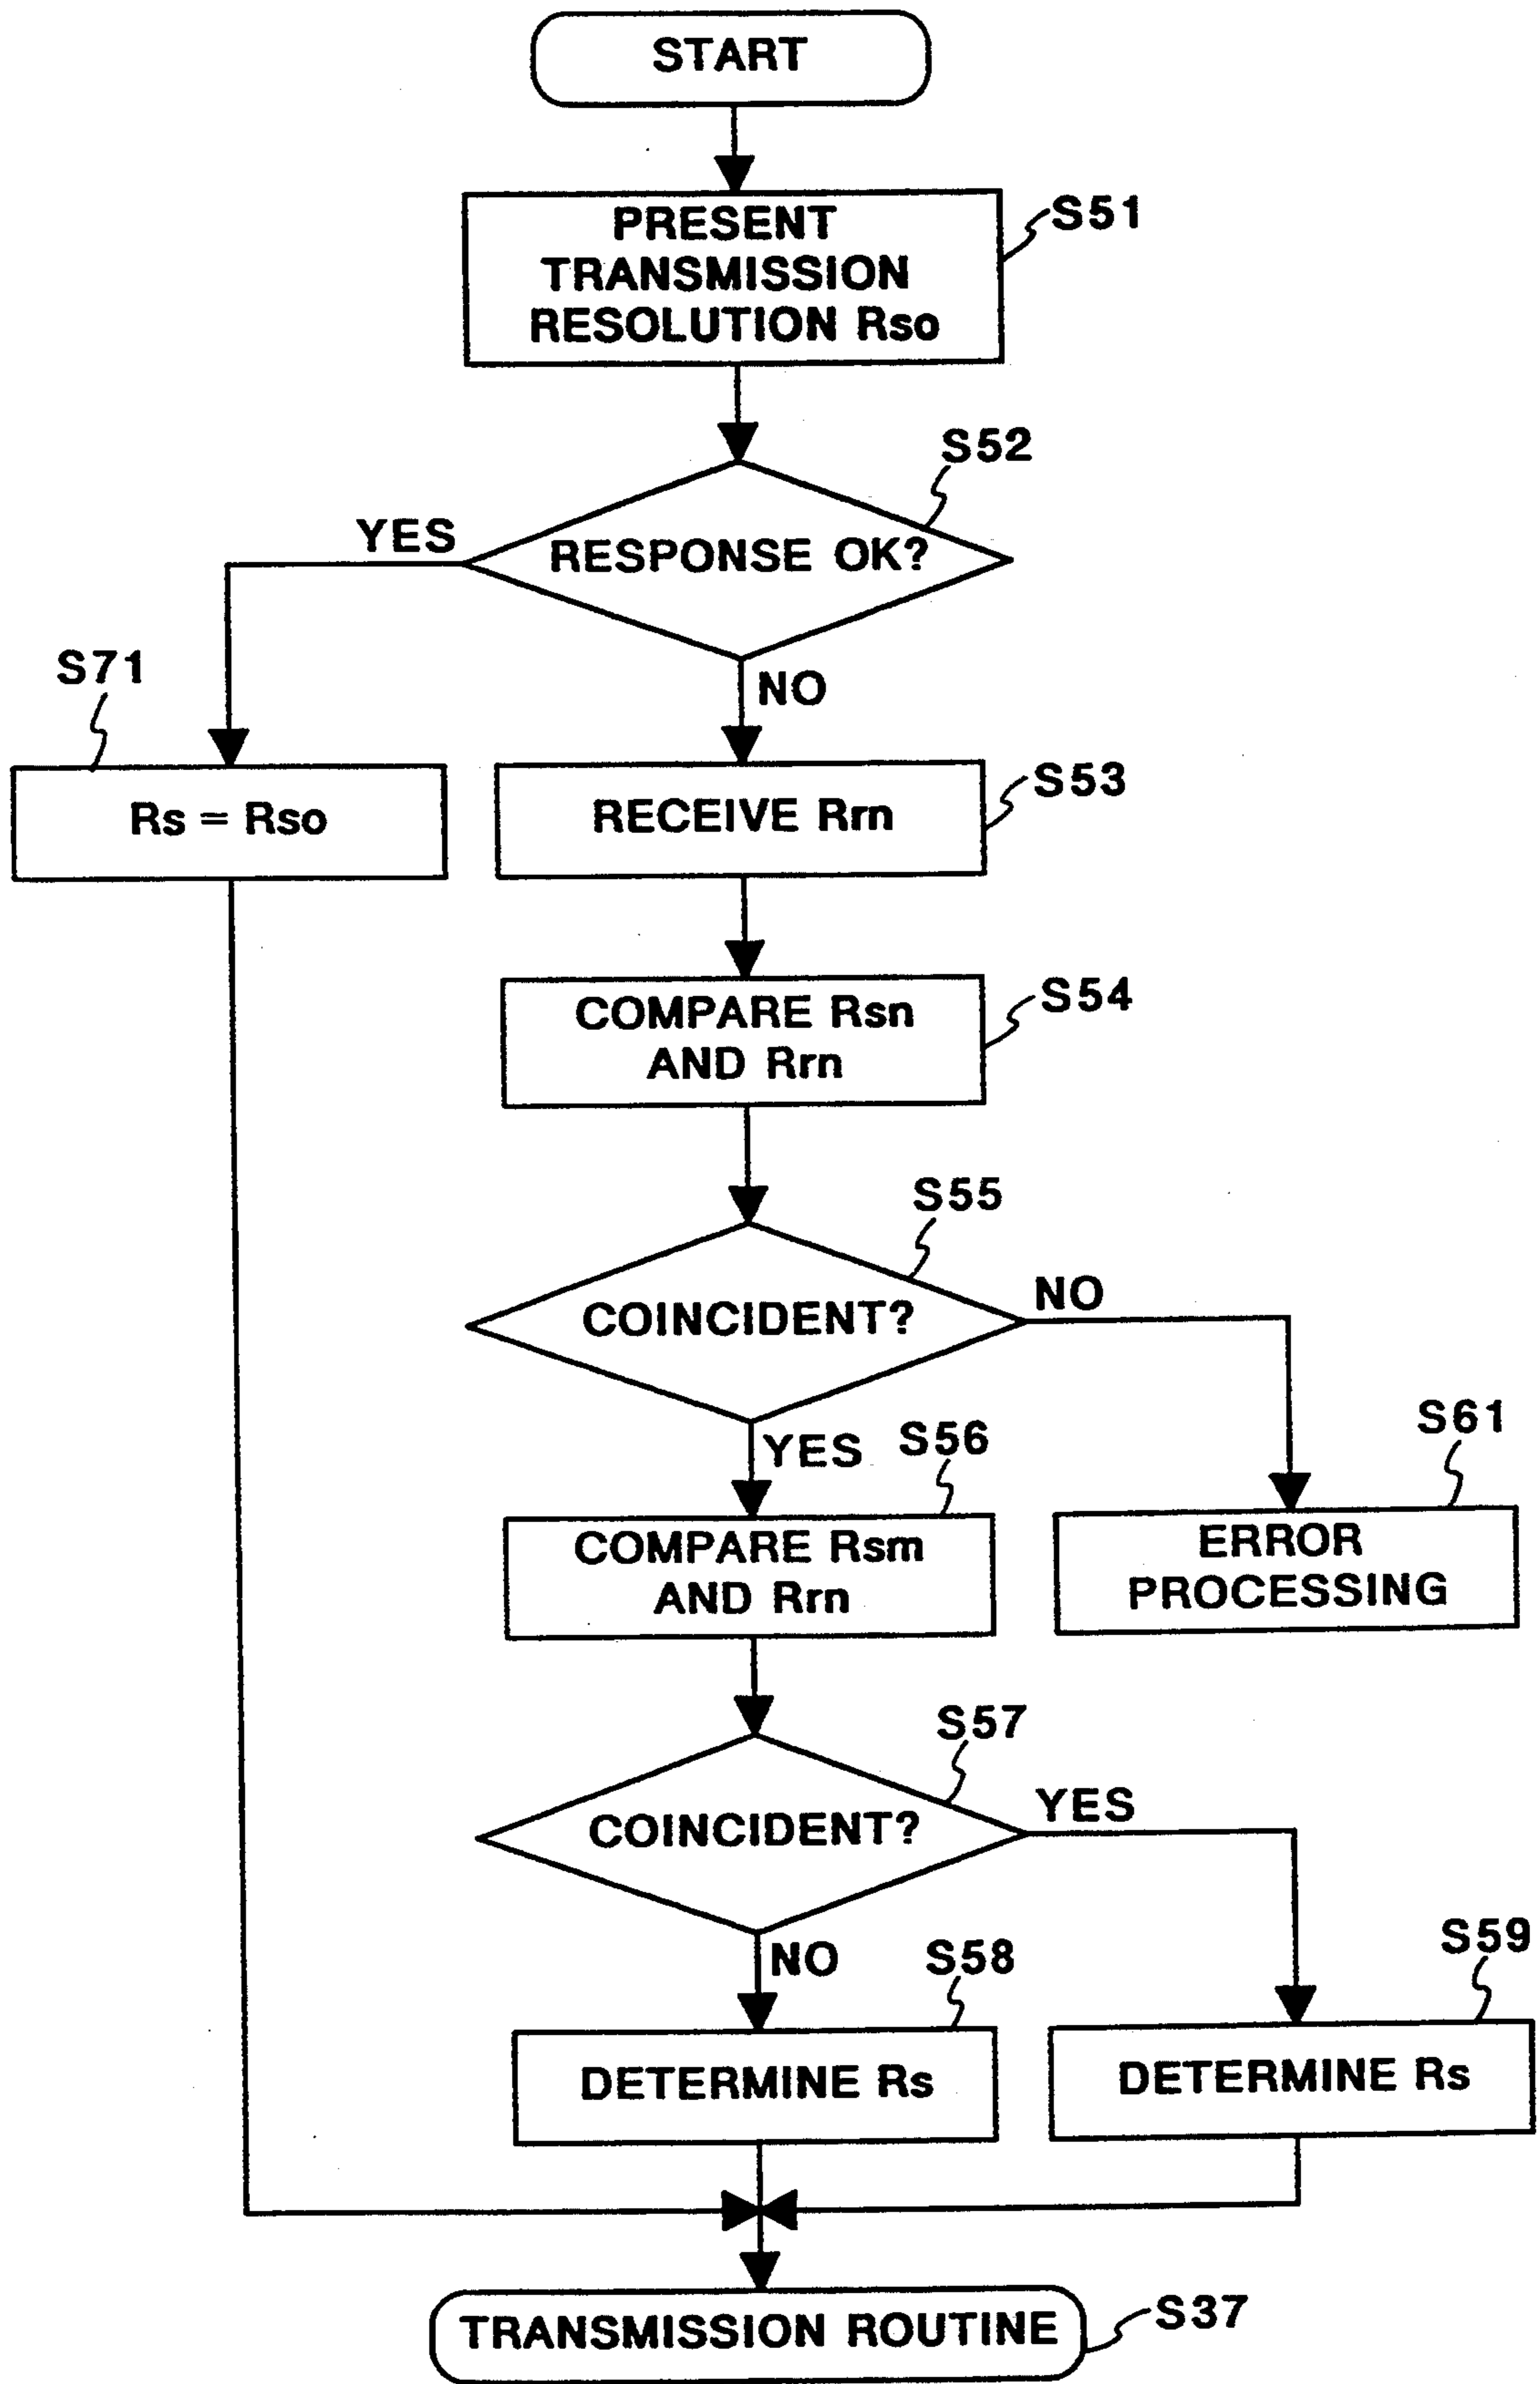 START
PRESENT
TRANSMISSION
RESOLUTION Rso
S51
S52
YES
RESPONSE OK?
S71
NO
Rs = Rso
RECEIVE Rrn
S53
COMPARE Rsn
AND Rrn
S54
S55
COINCIDENT?
NO
YES
S56
S61
COMPARE Rsm
AND Rrn
ERROR
PROCESSING
S57
COINCIDENT?
YES
NO
S58
S59
DETERMINE Rs
DETERMINE Rs
TRANSMISSION ROUTINE
S37